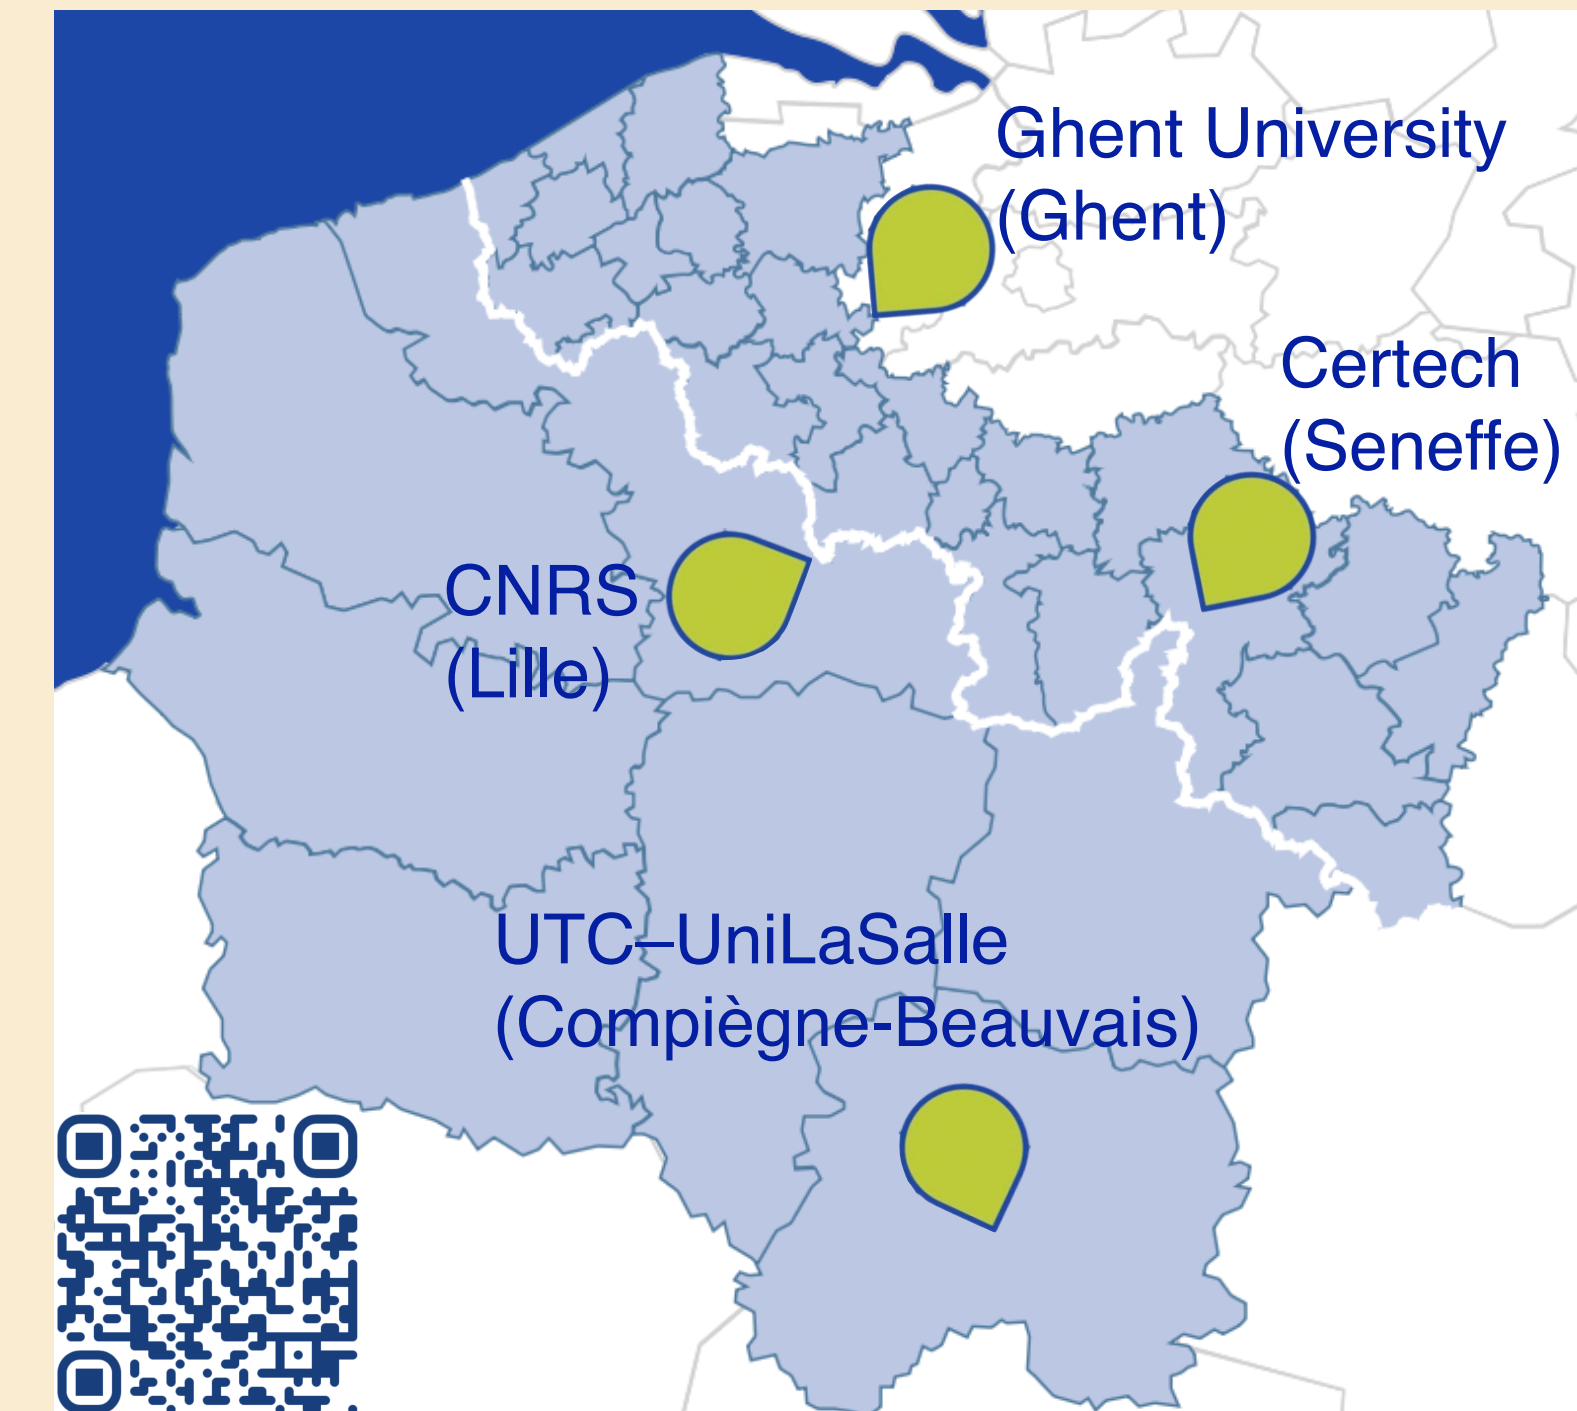 Ghent University
(Ghent)
Certech
(Seneffe)
CNRS
(Lille)
UTC–UniLaSalle
(Compiègne-Beauvais)